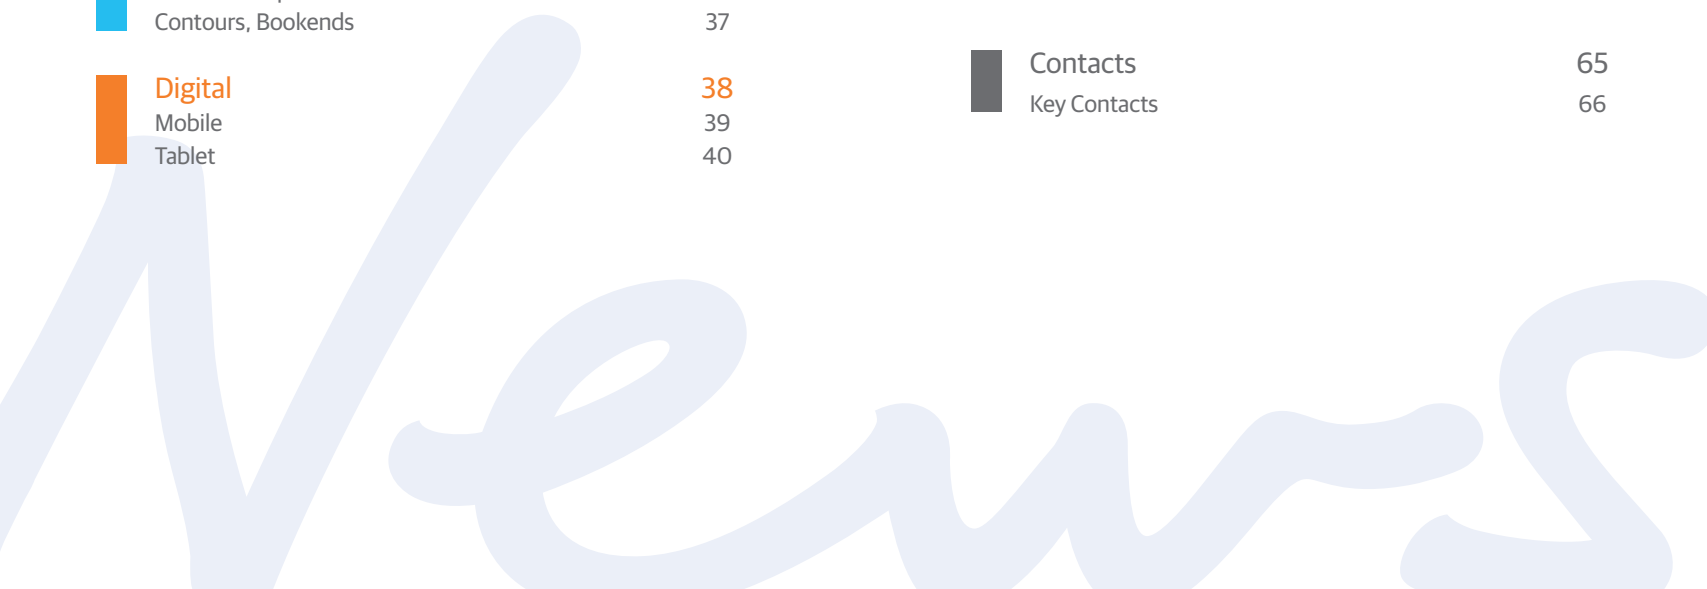 Contours, Bookends 37
Digital 38
Mobile 39
Tablet 40
Contacts 65
Key Contacts 66
News